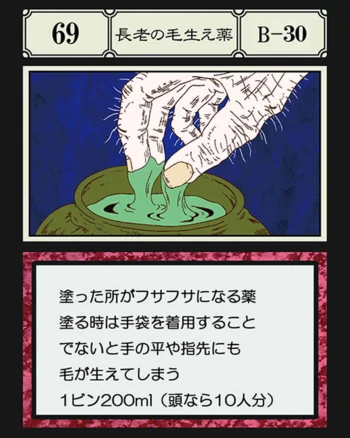 69
長老の毛生え薬
B-30
塗った所がフサフサになる薬
塗る時は手袋を着用すること
でないと手の平や指先にも
毛が生えてしまう
1ビン200ml（頭なら10人分）